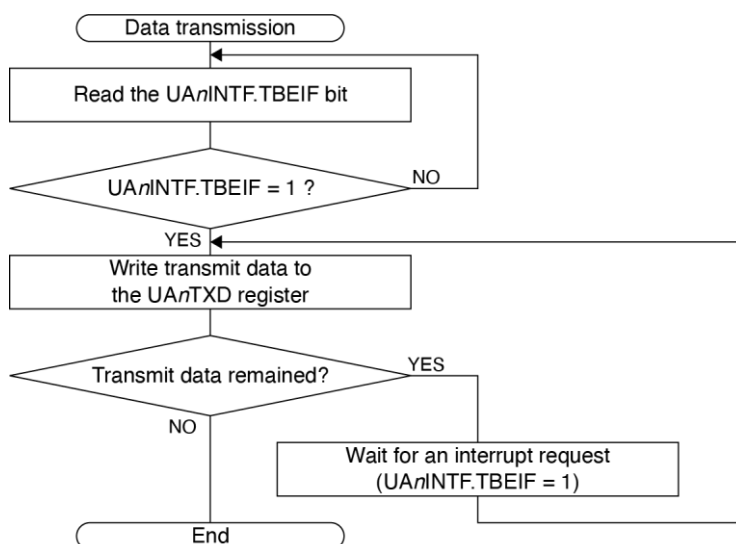 Data transmission
Read the UAnINTF.TBEIF bit
UAnINTF.TBEIF = 1 ?
NO
YES
Write transmit data to
the UAnTXD register
Transmit data remained?
YES
NO
Wait for an interrupt request
(UAnINTF.TBEIF = 1)
End